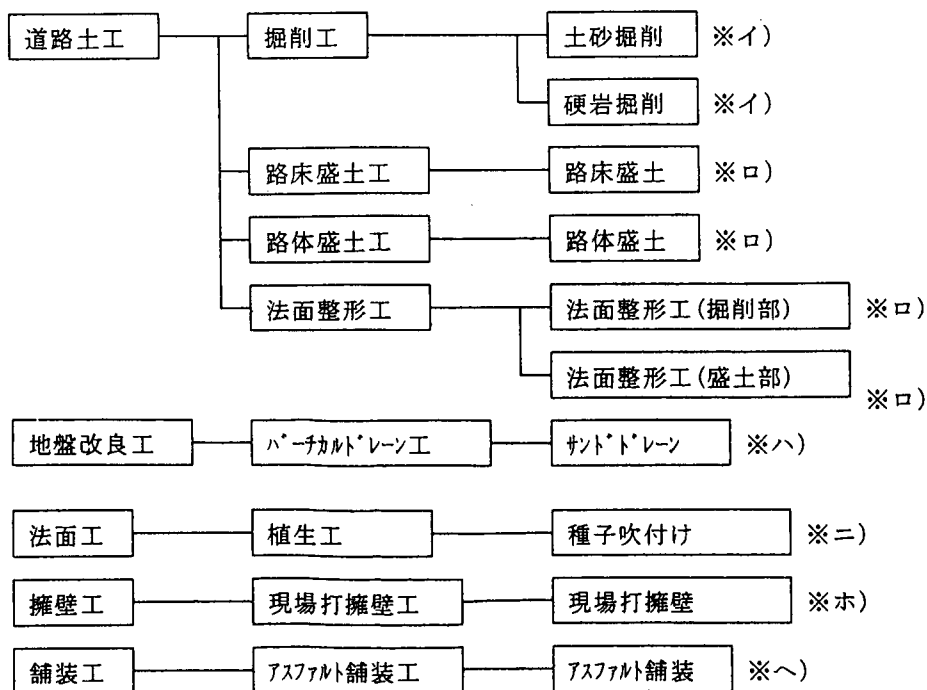 道路土工 掘削工 土砂掘削 ※イ)
硬岩掘削 ※イ)
路床盛土工 路床盛土 ※ロ)
路体盛土工 路体盛土 ※ロ)
法面整形工 法面整形工(掘削部) ※ロ)
法面整形工(盛土部) ※ロ)
地盤改良工 バーチカルドレーン工 サンドドレーン ※ハ)
法面工 植生工 種子吹付け ※ニ)
擁壁工 現場打擁壁工 現場打擁壁 ※ホ)
舗装工 アスファルト舗装工 アスファルト舗装 ※ヘ)